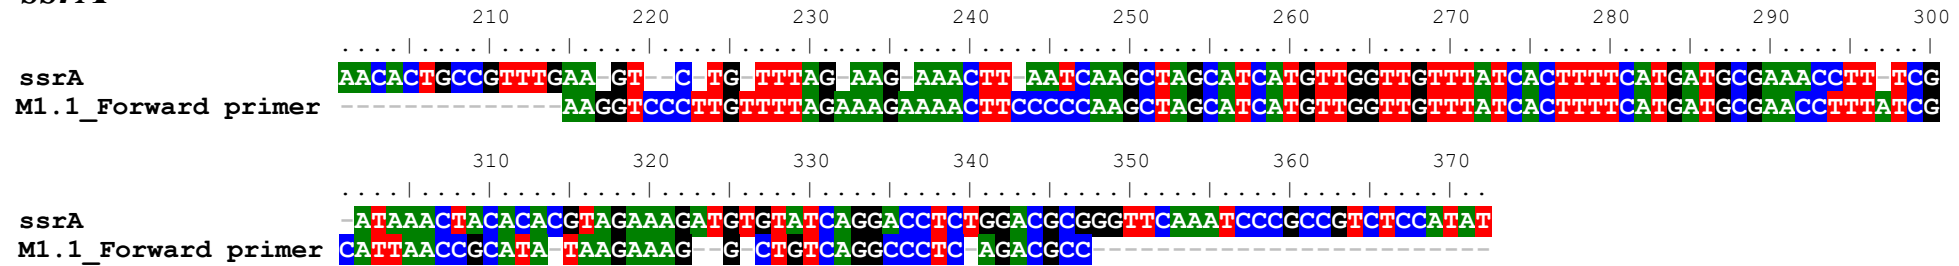 ssrA
210 220 230 240 250 260 270 280 290 300
....|....|....|....|....|....|....|....|....|....|....|....|....|....|....|....|....|....|....|....|
ssrA AACACTGCCGTTTGAA-GT--C-TG-TTTAG-AAG-AAACTT-AATCAAGCTAGCATCATGTTGGTTGTTTATCACTTTTCATGATGCGAAACCTT-TCG
M1.1_Forward primer --------------AAGGTCCCTTGTTTTAGAAAGAAAACTTCCCCCAAGCTAGCATCATGTTGGTTGTTTATCACTTTTCATGATGCGAACCTTTATCG
310 320 330 340 350 360 370
....|....|....|....|....|....|....|....|....|....|....|....|....|....|..
ssrA -ATAAACTACACACGTAGAAAGATGTGTATCAGGACCTCTGGACGCGGGTTCAAATCCCGCCGTCTCCATAT
M1.1_Forward primer CATTAACCGCATA-TAAGAAAG--G-CTGTCAGGCCCTC-AGACGCC-------------------------